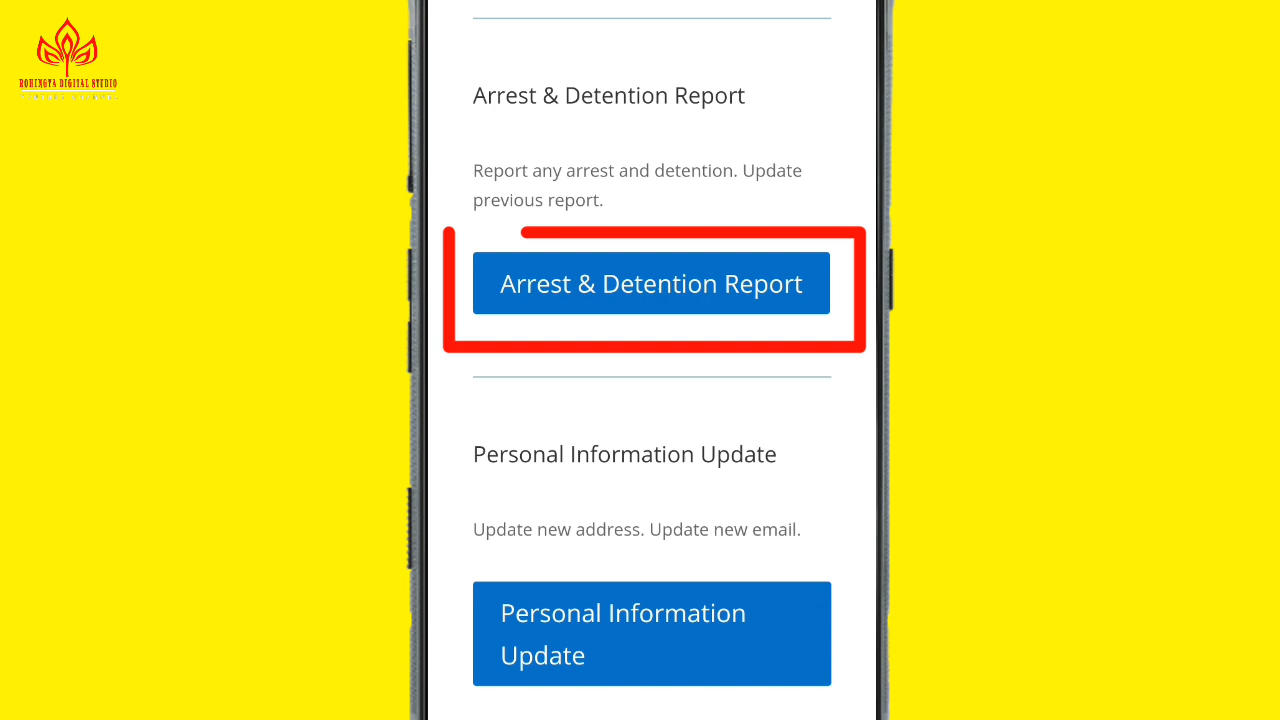 ROHINGYA DIGITAL STUDIO
Arrest & Detention Report
Report any arrest and detention. Update
previous report.
Arrest & Detention Report
Personal Information Update
Update new address. Update new email.
Personal Information
Update